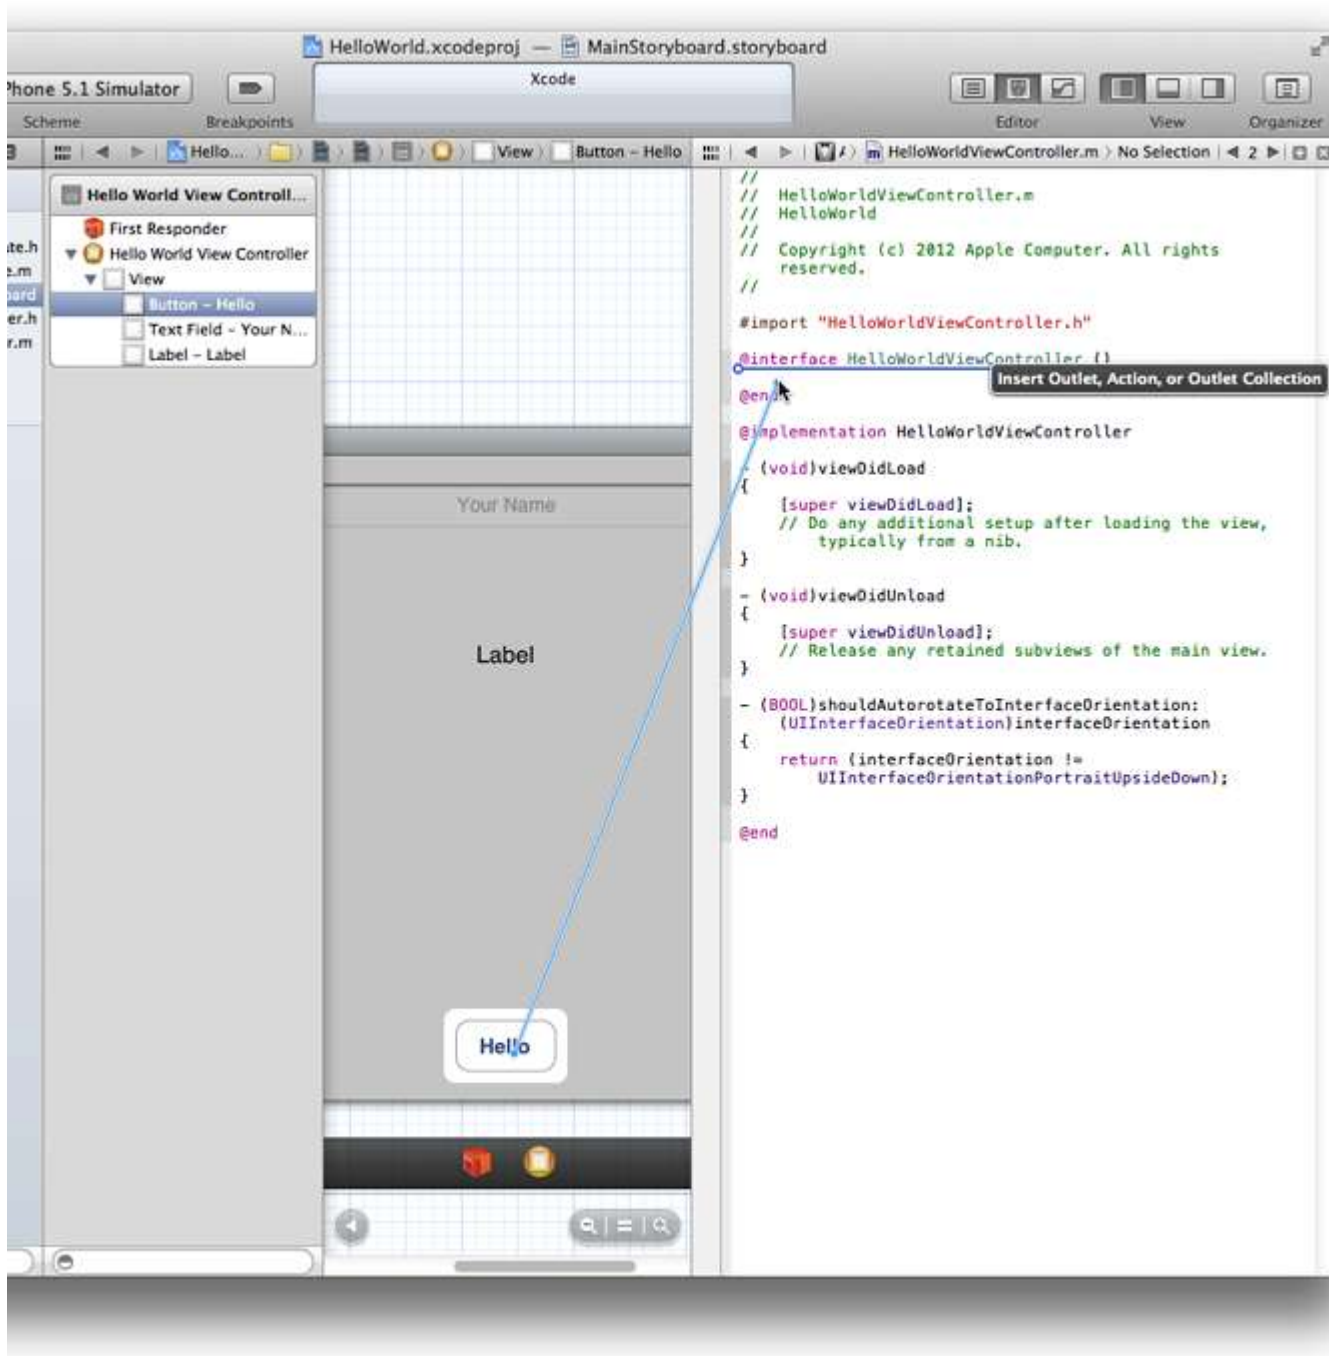 HelloWorld.xcodeproj — MainStoryboard.storyboard
Phone 5.1 Simulator
Xcode
Scheme
Breakpoints
Editor
View
Organizer
Hello...
View
Button – Hello
HelloWorldViewController.m
No Selection
2
Hello World View Controll...
First Responder
Hello World View Controller
View
Button – Hello
Text Field – Your N...
Label – Label
te.h
e.m
oard
er.h
r.m
Your Name
Label
Hello
//
// HelloWorldViewController.m
// HelloWorld
//
// Copyright (c) 2012 Apple Computer. All rights
reserved.
//
#import "HelloWorldViewController.h"
@interface HelloWorldViewController ()
Insert Outlet, Action, or Outlet Collection
@end
@implementation HelloWorldViewController
- (void)viewDidLoad
{
[super viewDidLoad];
// Do any additional setup after loading the view,
typically from a nib.
}
- (void)viewDidUnload
{
[super viewDidUnload];
// Release any retained subviews of the main view.
}
- (BOOL)shouldAutorotateToInterfaceOrientation:
(UIInterfaceOrientation)interfaceOrientation
{
return (interfaceOrientation !=
UIInterfaceOrientationPortraitUpsideDown);
}
@end